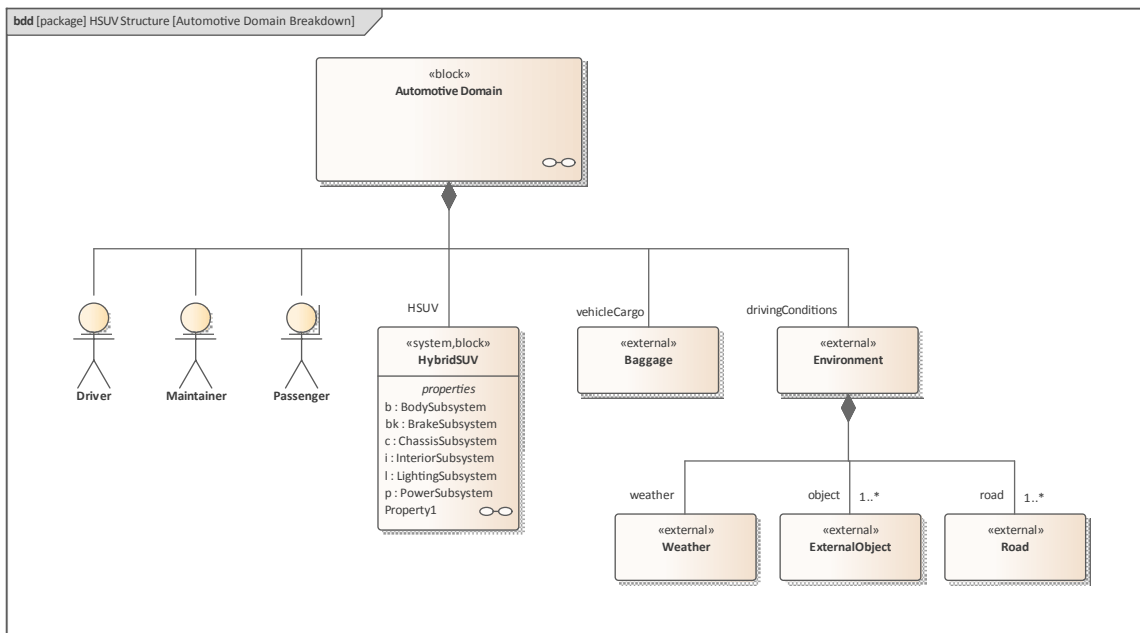 bdd [package] HSUV Structure [Automotive Domain Breakdown]
«block»
Automotive Domain
HSUV
vehicleCargo
drivingConditions
Driver
Maintainer
Passenger
«system,block»
HybridSUV
properties
b : BodySubsystem
bk : BrakeSubsystem
c : ChassisSubsystem
i : InteriorSubsystem
l : LightingSubsystem
p : PowerSubsystem
Property1
«external»
Baggage
«external»
Environment
weather
object
1..*
road
1..*
«external»
Weather
«external»
ExternalObject
«external»
Road